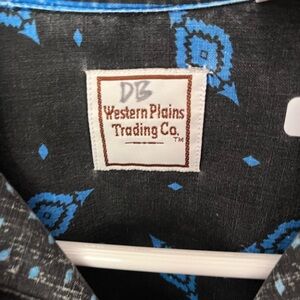 DB
Western Plains
Trading Co.
TM